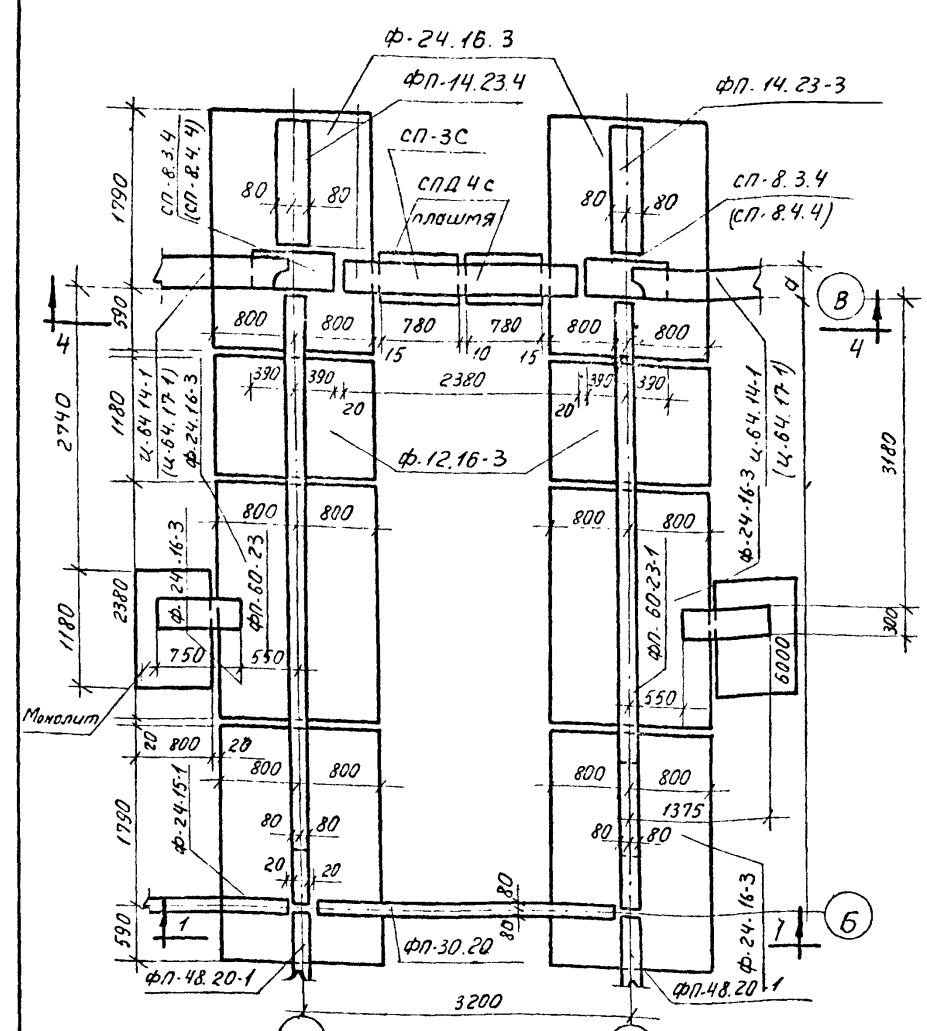 Ф-24.16.3
ФП-14.23.4
ФП. 14. 23-3
СП-3С
СП-8.3.4
(СП-8.4.4)
СПД 4с
плашмя
СП-8.3.4
(СП-8.4.4)
80
80
80
80
1790
а
В
590
4
4
800
800
780
780
800
800
15
10
15
390
390
2380
390
390
20
20
2740
1180
Ц-64 14-1
(Ц-64.17-1)
Ф.24.16-3
Ф.12.16-3
Ф-24-16-3
Ц.64.14-1
(Ц-64.17-1)
3180
800
800
800
800
Ф-24-16-3
ФП-60-23
ФП-60-23-1
2380
1180
300
750
550
550
6000
Монолит
20
800
20
800
800
800
800
1375
Ф-24-15-1
1790
80
80
80
80
20
20
80
80
Ф-24-16-3
Б
590
1
1
ФП-30.20
ФП-48.20-1
ФП-48.20-1
3200